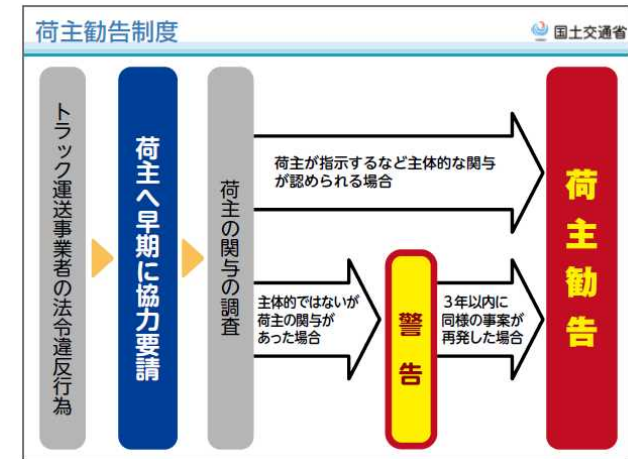 荷主勧告制度
国土交通省
トラック運送事業者の法令違反行為
荷主へ早期に協力要請
荷主の関与の調査
荷主が指示するなど主体的な関与
が認められる場合
主体的ではないが
荷主の関与が
あった場合
警告
3年以内に
同様の事案が
再発した場合
荷主勧告